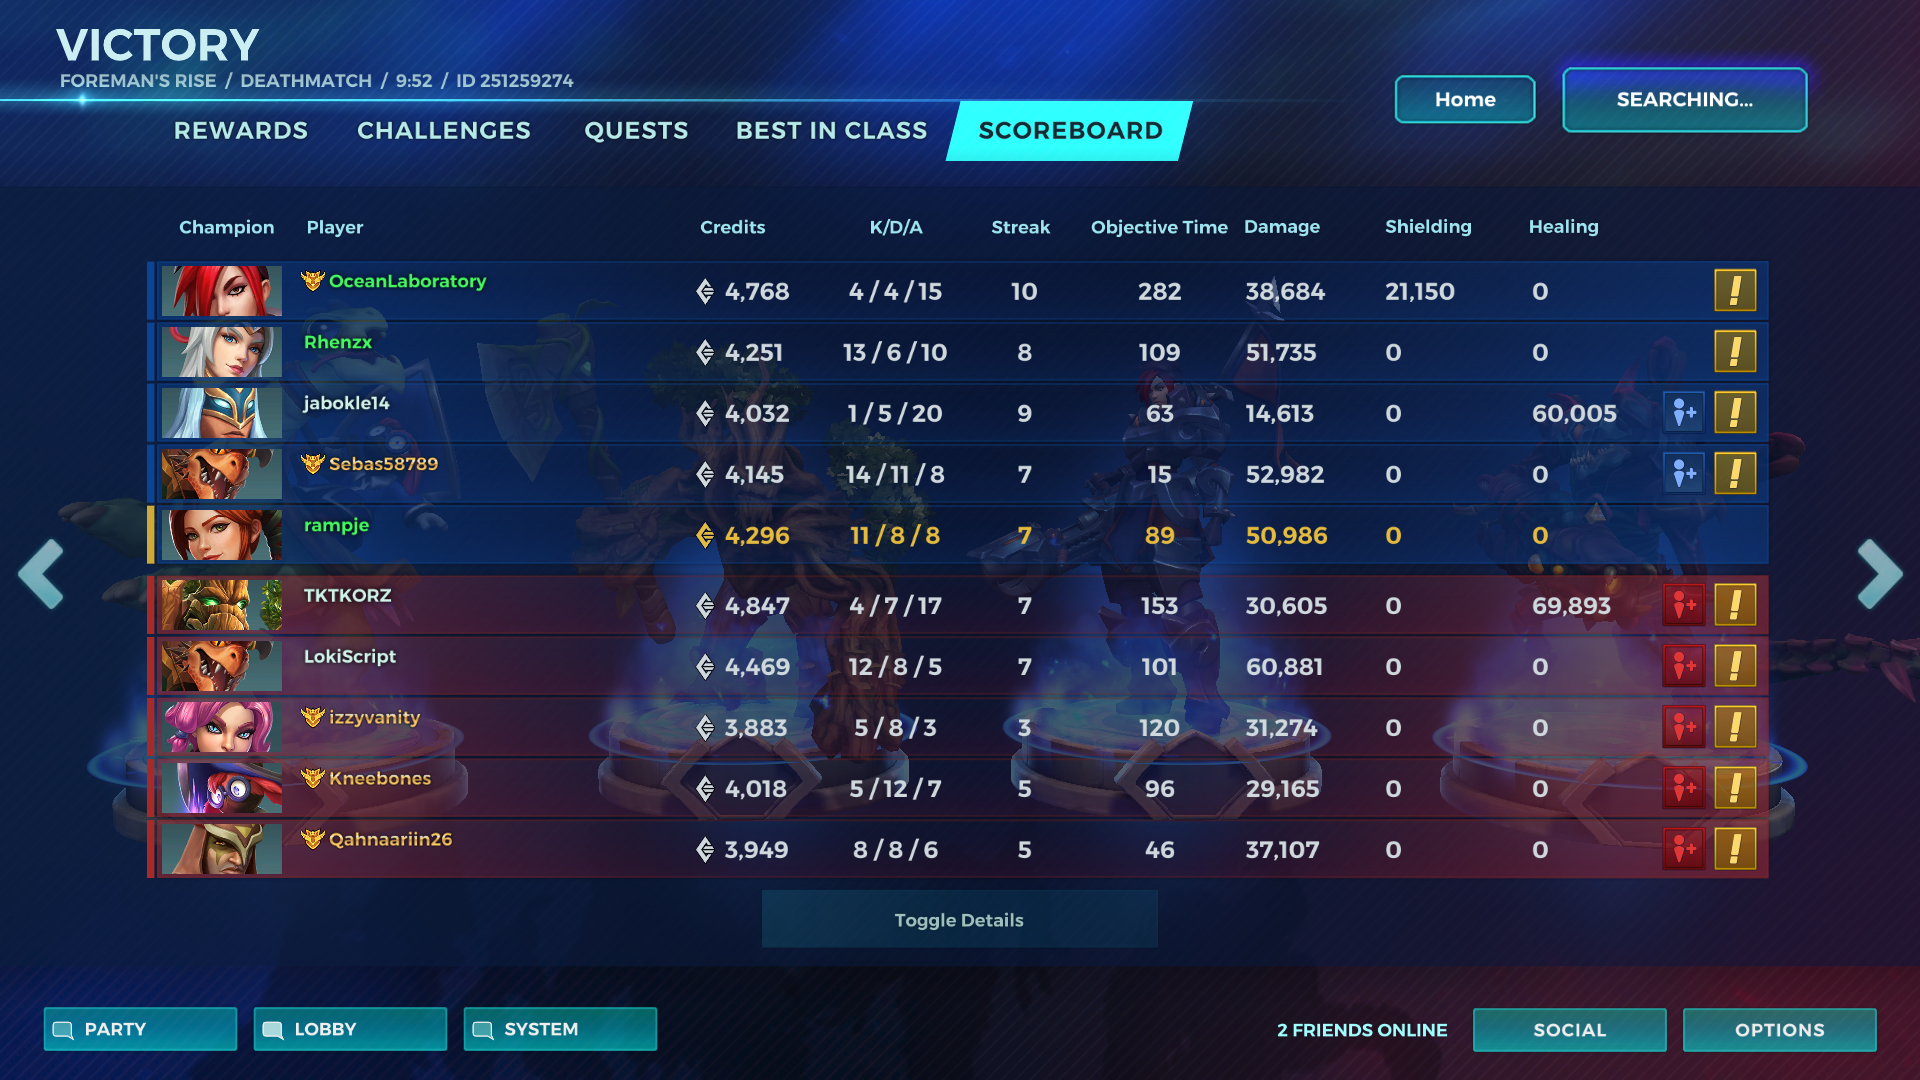 VICTORY
FOREMAN'S RISE / DEATHMATCH / 9:52 / ID 251259274
Home
SEARCHING...
REWARDS CHALLENGES QUESTS BEST IN CLASS SCOREBOARD
Champion Player Credits K/D/A Streak Objective Time Damage Shielding Healing
OceanLaboratory 4,768 4 / 4 / 15 10 282 38,684 21,150 0
Rhenzx 4,251 13 / 6 / 10 8 109 51,735 0 0
jabokle14 4,032 1 / 5 / 20 9 63 14,613 0 60,005
Sebas58789 4,145 14 / 11 / 8 7 15 52,982 0 0
rampje 4,296 11 / 8 / 8 7 89 50,986 0 0
TKTKORZ 4,847 4 / 7 / 17 7 153 30,605 0 69,893
LokiScript 4,469 12 / 8 / 5 7 101 60,881 0 0
izzyvanity 3,883 5 / 8 / 3 3 120 31,274 0 0
Kneebones 4,018 5 / 12 / 7 5 96 29,165 0 0
Qahnaariin26 3,949 8 / 8 / 6 5 46 37,107 0 0
Toggle Details
PARTY LOBBY SYSTEM 2 FRIENDS ONLINE SOCIAL OPTIONS